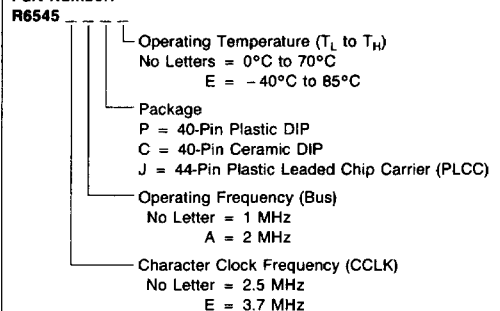 R6545 _ _ _ _
Operating Temperature (TL to TH)
No Letters = 0°C to 70°C
E = −40°C to 85°C
Package
P = 40-Pin Plastic DIP
C = 40-Pin Ceramic DIP
J = 44-Pin Plastic Leaded Chip Carrier (PLCC)
Operating Frequency (Bus)
No Letter = 1 MHz
A = 2 MHz
Character Clock Frequency (CCLK)
No Letter = 2.5 MHz
E = 3.7 MHz